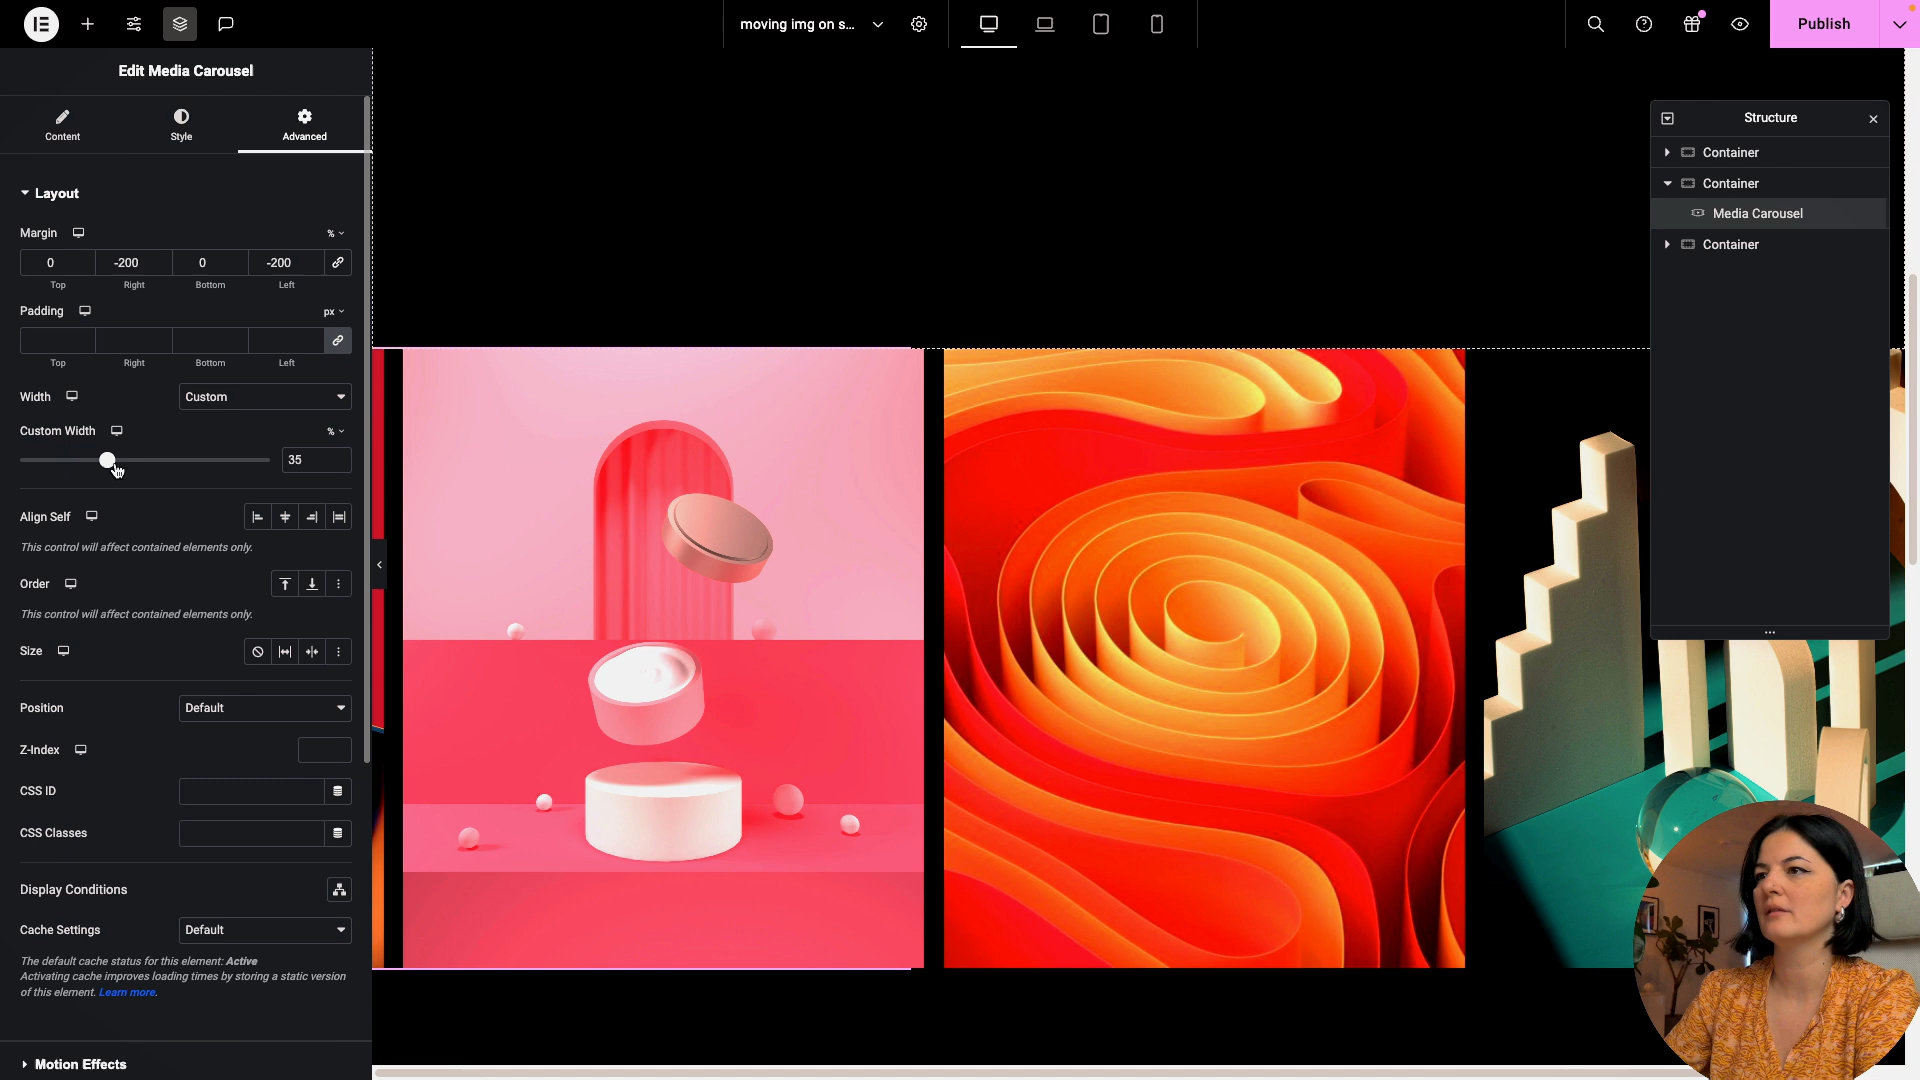 moving img on s...
Publish
Edit Media Carousel
Content
Style
Advanced
Layout
Margin
%
0
-200
0
-200
Top
Right
Bottom
Left
Padding
px
Top
Right
Bottom
Left
Width
Custom
Custom Width
%
35
Align Self
This control will affect contained elements only.
Order
This control will affect contained elements only.
Size
Position
Default
Z-Index
CSS ID
CSS Classes
Display Conditions
Cache Settings
Default
The default cache status for this element: Active
Activating cache improves loading times by storing a static version
of this element. Learn more.
Motion Effects
Structure
Container
Container
Media Carousel
Container